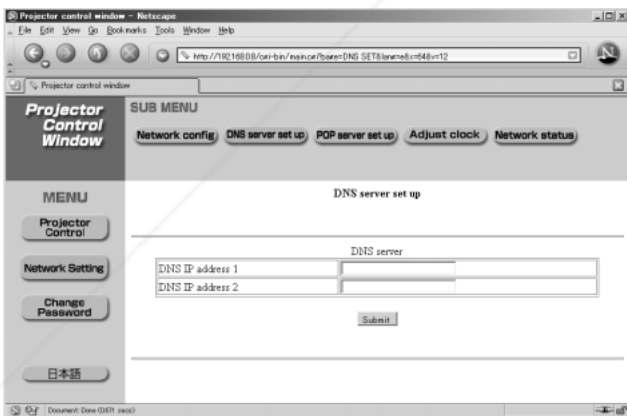 Projector control window - Netscape
File Edit View Go Bookmarks Tools Window Help
Projector control window
Projector
Control
Window
SUB MENU
Network config DNS server set up POP server set up Adjust clock Network status
MENU
Projector
Control
Network Setting
Change
Password
日本語
DNS server set up
DNS server
DNS IP address 1
DNS IP address 2
Submit
Document: Done